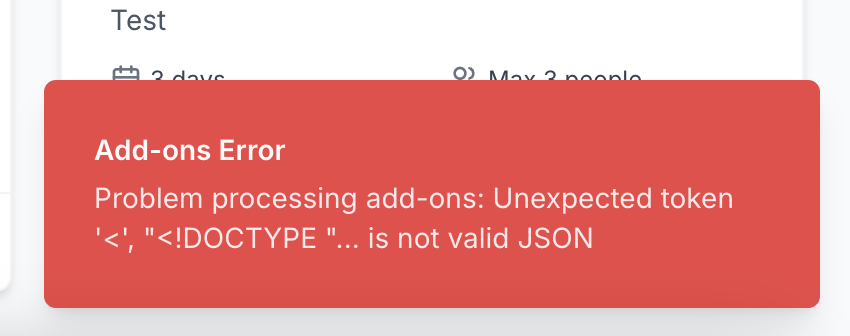 Test
3 days
Max 3 people
Add-ons Error
Problem processing add-ons: Unexpected token
'<', "<!DOCTYPE "... is not valid JSON